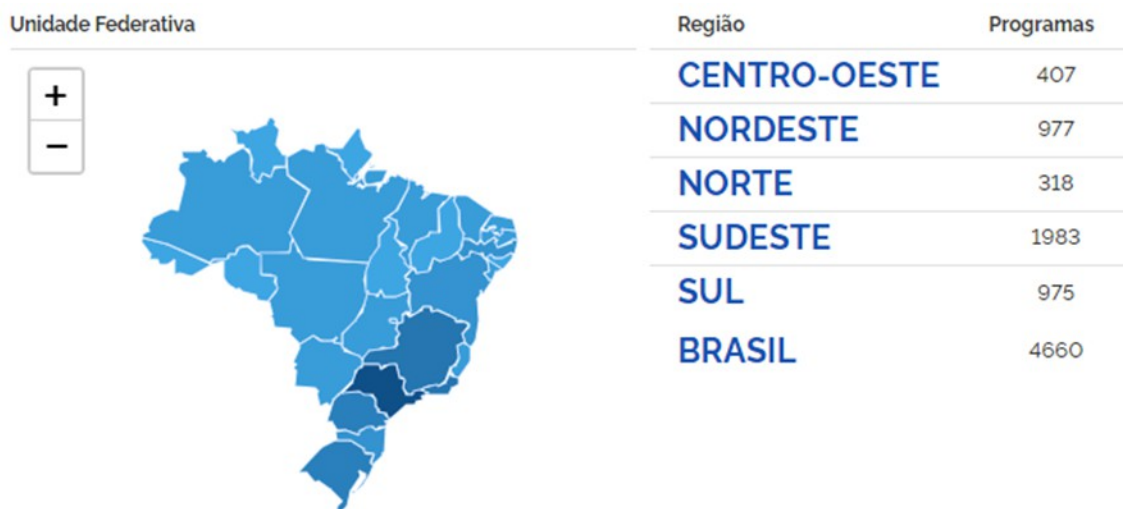 Unidade Federativa
+
−
Região Programas
CENTRO-OESTE 407
NORDESTE 977
NORTE 318
SUDESTE 1983
SUL 975
BRASIL 4660